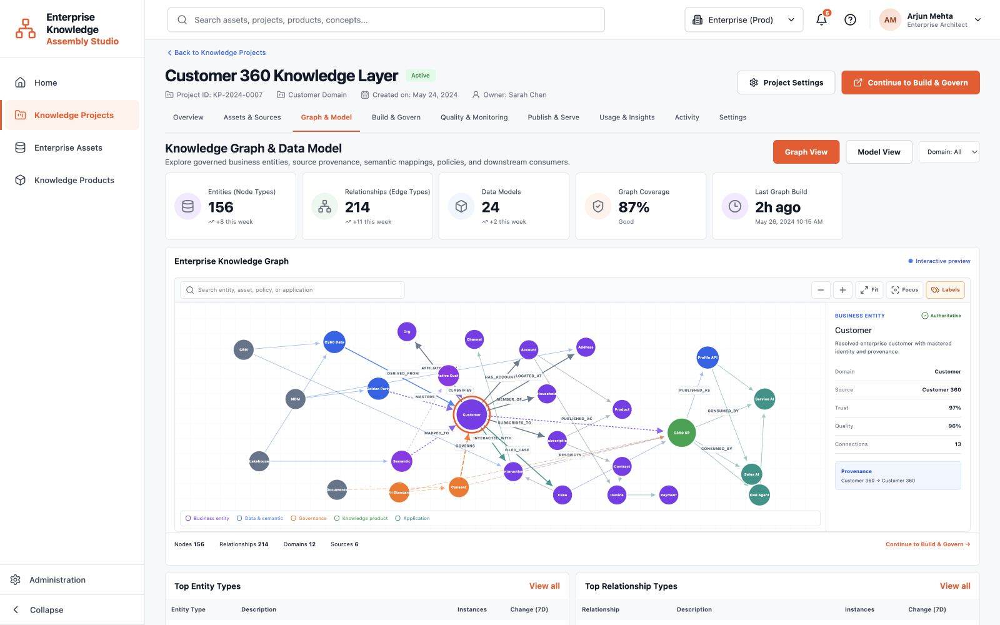 Enterprise
Knowledge
Assembly Studio
Search assets, projects, products, concepts...
Enterprise (Prod)
5
AM
Arjun Mehta
Enterprise Architect
Home
Knowledge Projects
Enterprise Assets
Knowledge Products
Administration
Collapse
Back to Knowledge Projects
Customer 360 Knowledge Layer
Active
Project ID: KP-2024-0007
Customer Domain
Created on: May 24, 2024
Owner: Sarah Chen
Project Settings
Continue to Build & Govern
Overview
Assets & Sources
Graph & Model
Build & Govern
Quality & Monitoring
Publish & Serve
Usage & Insights
Activity
Settings
Knowledge Graph & Data Model
Explore governed business entities, source provenance, semantic mappings, policies, and downstream consumers.
Graph View
Model View
Domain: All
Entities (Node Types)
156
+8 this week
Relationships (Edge Types)
214
+11 this week
Data Models
24
+2 this week
Graph Coverage
87%
Good
Last Graph Build
2h ago
May 26, 2024 10:15 AM
Enterprise Knowledge Graph
Interactive preview
Search entity, asset, policy, or application
Fit
Focus
Labels
Org
Channel
C360 Data
CRM
Account
Address
Profile API
AFFILIAT
DERIVED_FROM
Active Cust
HAS_ACCOUNT
LOCATED_AT
Golden Party
CLASSIFIES
PUBLISHED_AS
MDM
MASTERS
Household
MEMBER_OF
Service AI
Customer
Product
CONSUMED_BY
PUBLISHED_AS
SUBSCRIBES_TO
MAPPED_TO
INTERACTED_WITH
C360 KP
ubscriptio
GOVERNS
FILED_CASE
CONSUMED_BY
RESTRICTS
Lakehouse
Semantic
Contract
nteraction
Sales AI
Documents
PII Standard
Consent
Case
Invoice
Payment
Eval Agent
Business entity
Data & semantic
Governance
Knowledge product
Application
BUSINESS ENTITY
Authoritative
Customer
Resolved enterprise customer with mastered
identity and provenance.
Domain
Customer
Source
Customer 360
Trust
97%
Quality
96%
Connections
13
Provenance
Customer 360 → Customer 360
Nodes 156
Relationships 214
Domains 12
Sources 6
Continue to Build & Govern →
Top Entity Types
View all
Entity Type
Description
Instances
Change (7D)
Top Relationship Types
View all
Relationship
Description
Instances
Change (7D)